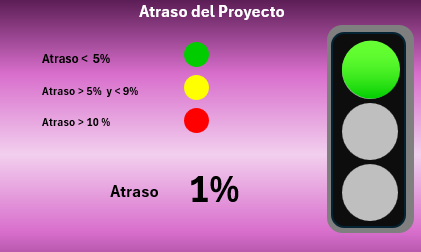 Atraso del Proyecto
Atraso < 5%
Atraso > 5% y < 9%
Atraso > 10 %
Atraso 1%